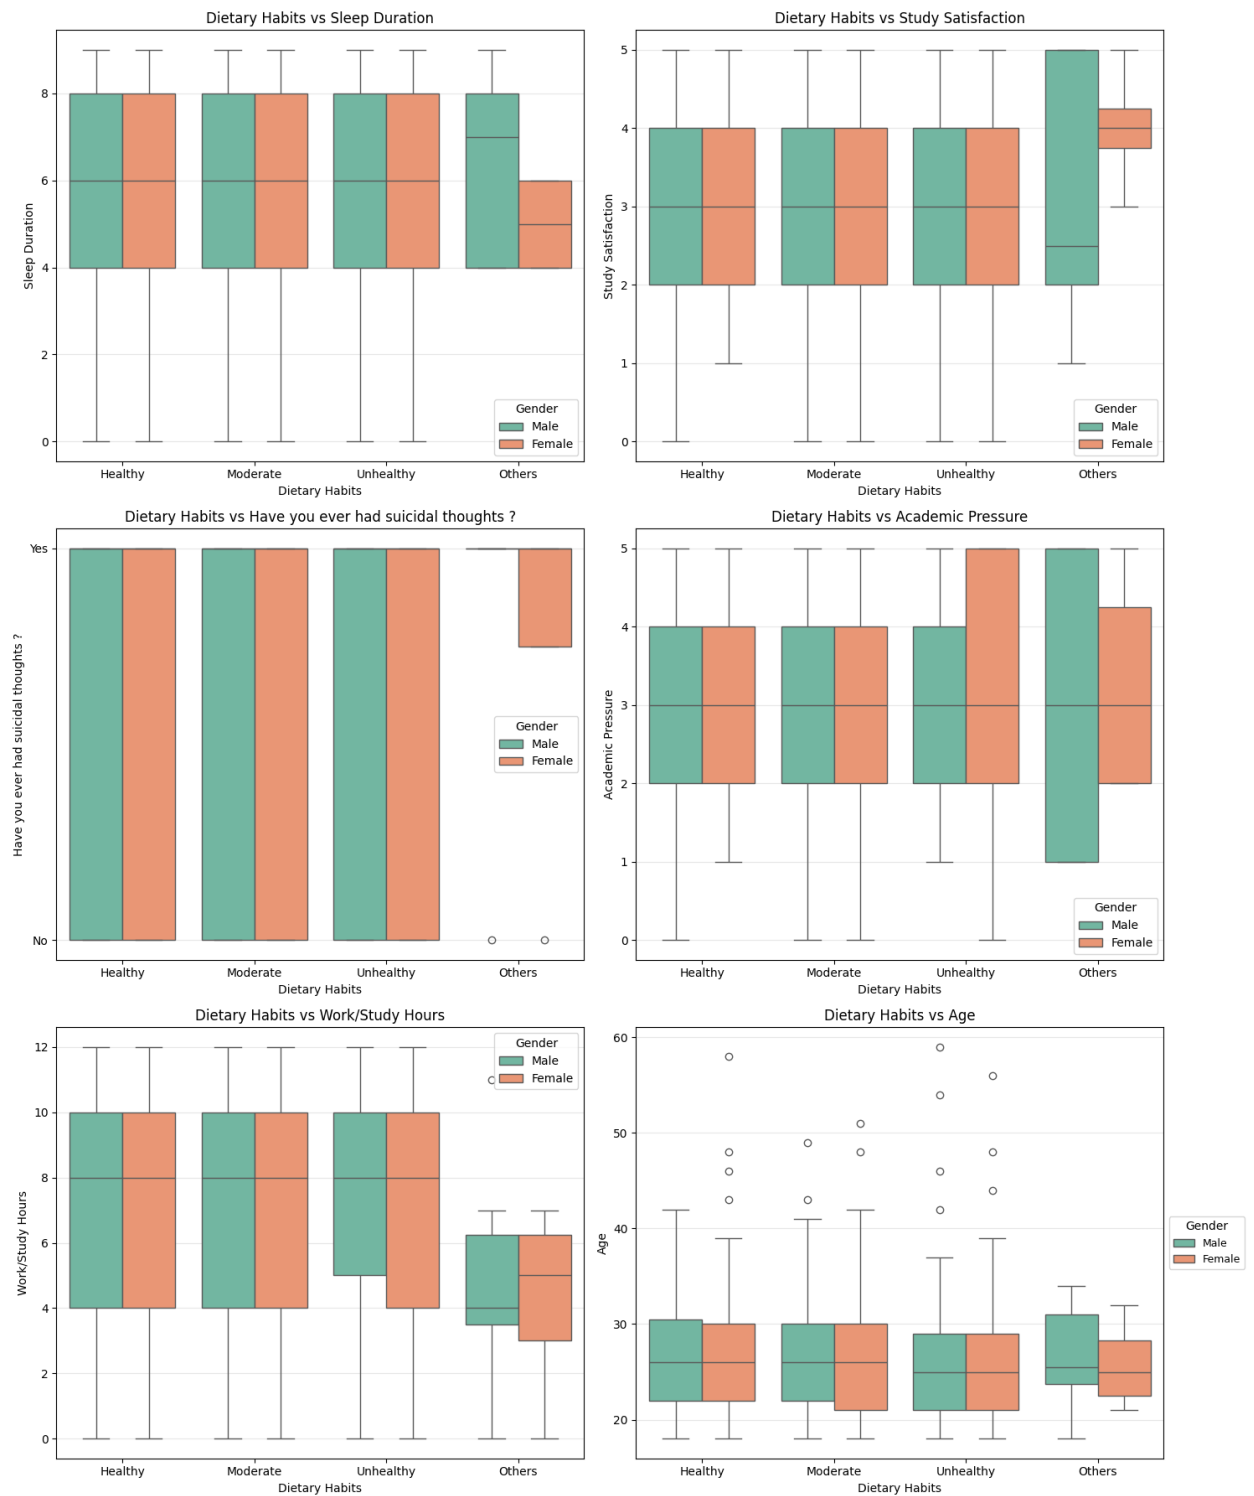 Dietary Habits vs Sleep Duration
Sleep Duration
8
6
4
2
0
Healthy Moderate Unhealthy Others
Dietary Habits
Gender
Male
Female
Dietary Habits vs Study Satisfaction
Study Satisfaction
5
4
3
2
1
0
Healthy Moderate Unhealthy Others
Dietary Habits
Gender
Male
Female
Dietary Habits vs Have you ever had suicidal thoughts ?
Have you ever had suicidal thoughts ?
Yes
No
Healthy Moderate Unhealthy Others
Dietary Habits
Gender
Male
Female
Dietary Habits vs Academic Pressure
Academic Pressure
5
4
3
2
1
0
Healthy Moderate Unhealthy Others
Dietary Habits
Gender
Male
Female
Dietary Habits vs Work/Study Hours
Work/Study Hours
12
10
8
6
4
2
0
Healthy Moderate Unhealthy Others
Dietary Habits
Gender
Male
Female
Dietary Habits vs Age
Age
60
50
40
30
20
Healthy Moderate Unhealthy Others
Dietary Habits
Gender
Male
Female